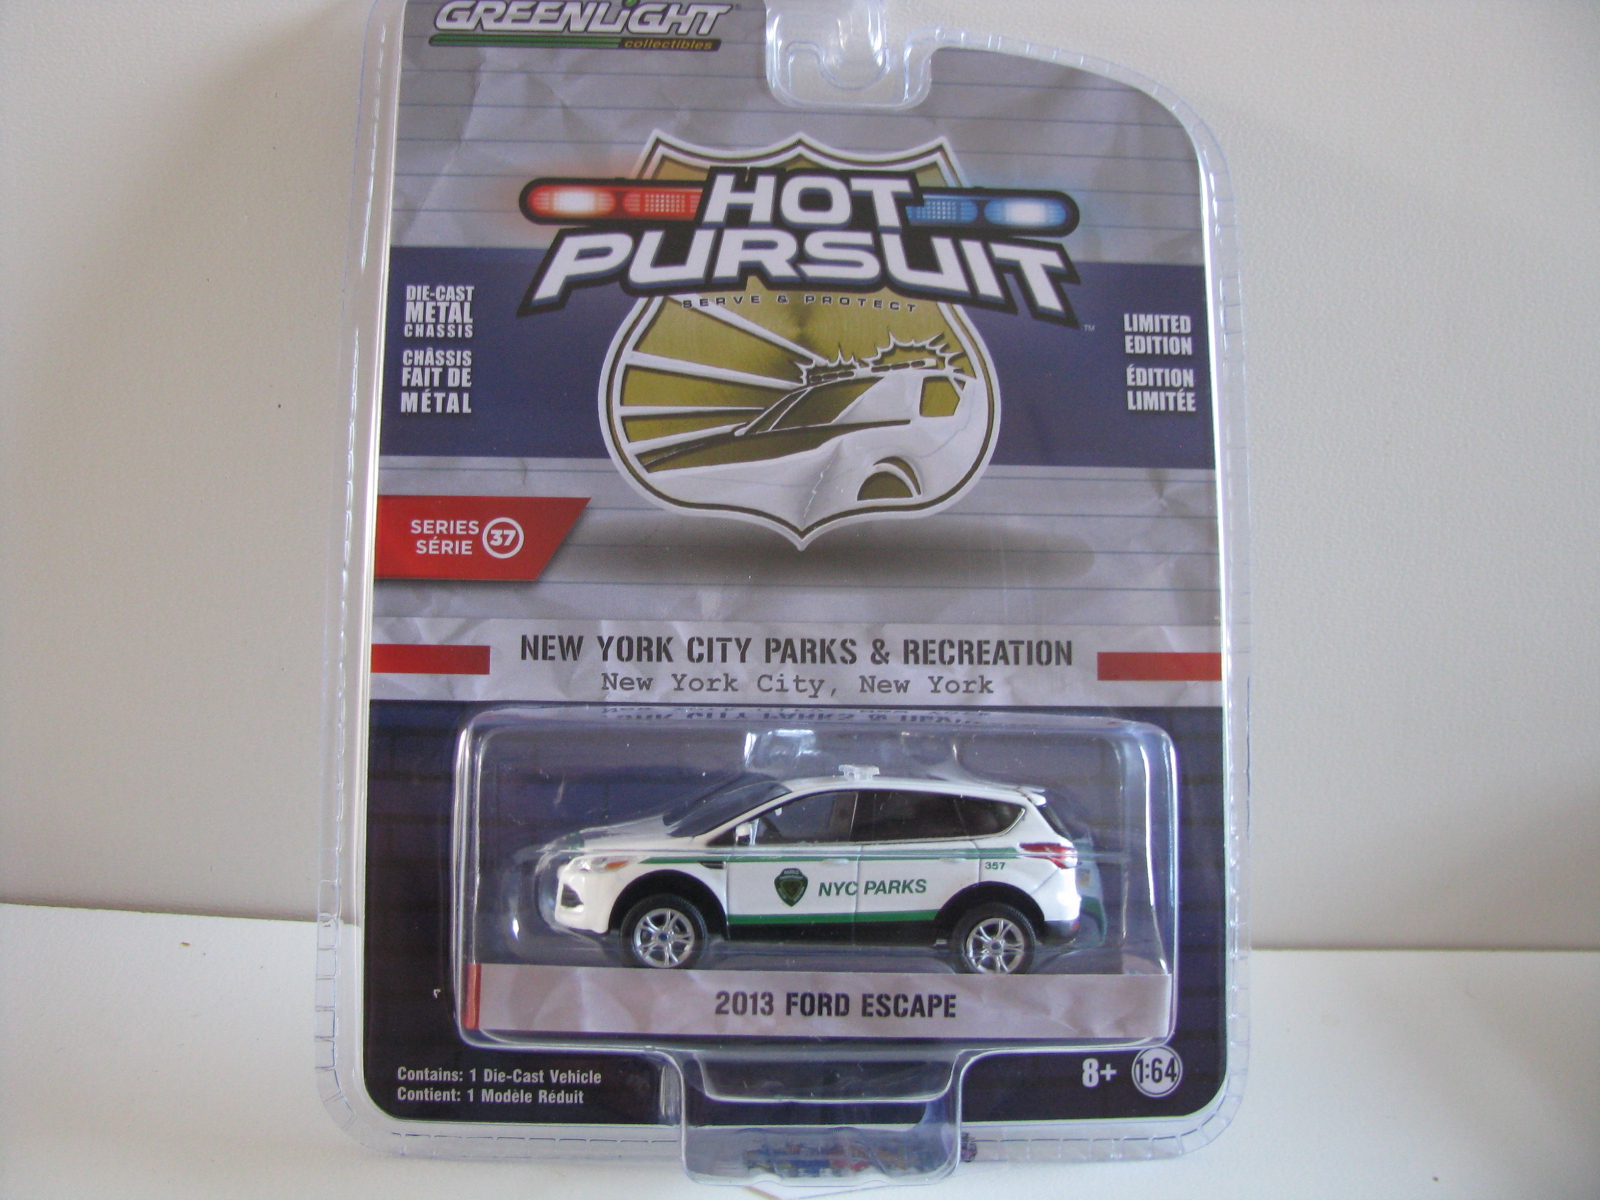 GREENLiGHT
collectibles
HOT
PURSUIT
SERVE & PROTECT
™
DIE-CAST
METAL
CHASSIS
CHÂSSIS
FAIT DE
MÉTAL
LIMITED
EDITION
ÉDITION
LIMITÉE
SERIES
SÉRIE
37
NEW YORK CITY PARKS & RECREATION
New York City, New York
357
NYC PARKS
2013 FORD ESCAPE
Contains: 1 Die-Cast Vehicle
Contient: 1 Modèle Réduit
8+
1:64